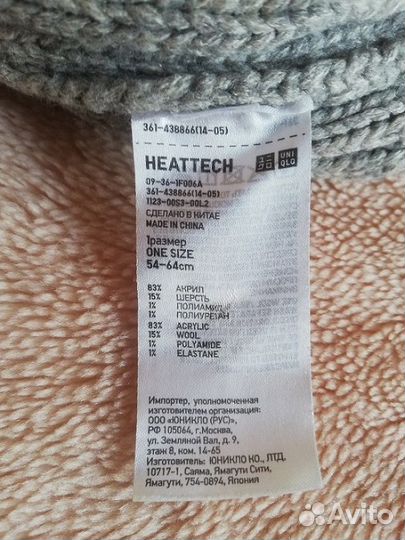 361-438866(14-05)
HEATTECH
UNI
QLO
09-36-1F006A
361-438866(14-05)
1123-00S3-00L2
СДЕЛАНО В КИТАЕ
MADE IN CHINA
1размер
ONE SIZE
54-64cm
83% АКРИЛ
15% ШЕРСТЬ
1% ПОЛИАМИД
1% ПОЛИУРЕТАН
83% ACRYLIC
15% WOOL
1% POLYAMIDE
1% ELASTANE
Импортер, уполномоченная
изготовителем организация:
ООО «ЮНИКЛО (РУС)»,
РФ 105064, г.Москва,
ул. Земляной Вал, д. 9,
этаж 8, ком. 14-65
Изготовитель: ЮНИКЛО КО., ЛТД.
10717-1, Саяма, Ямагути Сити,
Ямагути, 754-0894, Япония
Avito